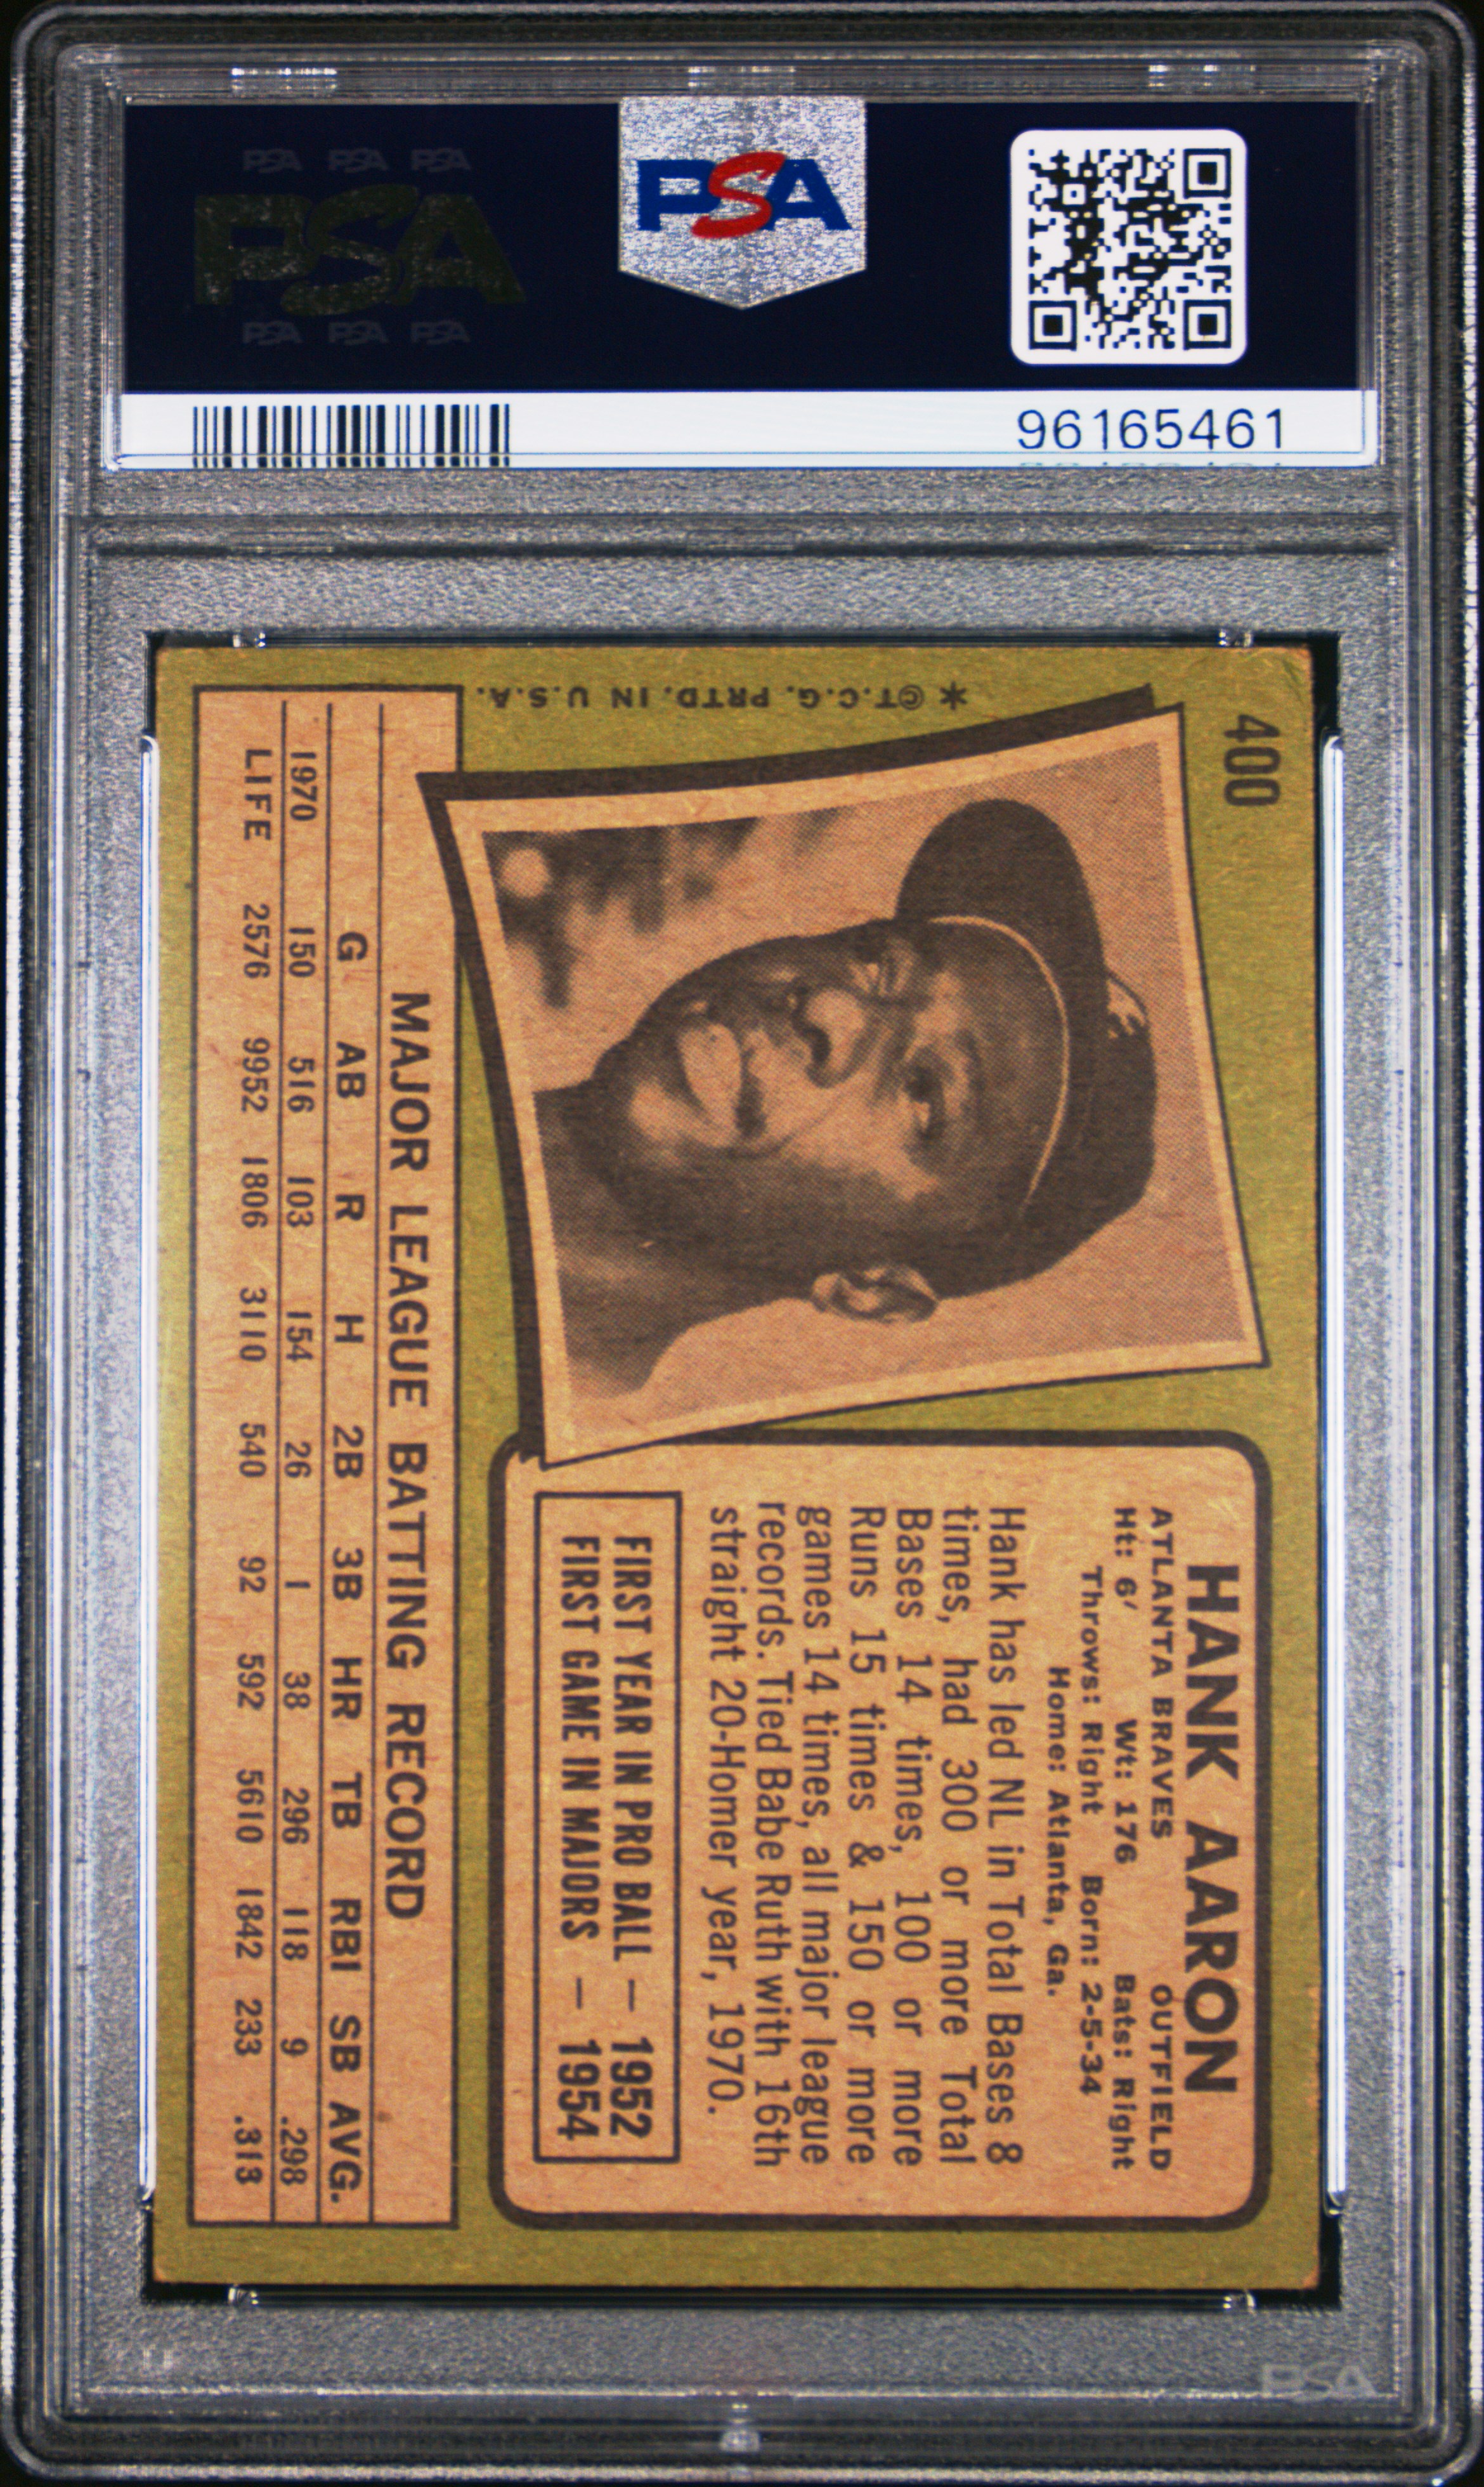 PSA PSA PSA
PSA
PSA PSA PSA
PSA
96165461
400
HANK AARON
ATLANTA BRAVES OUTFIELD
Ht: 6' Wt: 176 Bats: Right
Throws: Right Born: 2-5-34
Home: Atlanta, Ga.
Hank has led NL in Total Bases 8
times, had 300 or more Total
Bases 14 times, 100 or more
Runs 15 times & 150 or more
games 14 times, all major league
records. Tied Babe Ruth with 16th
straight 20-Homer year, 1970.
FIRST YEAR IN PRO BALL — 1952
FIRST GAME IN MAJORS — 1954
*©T.C.G. PRTD. IN U.S.A.
MAJOR LEAGUE BATTING RECORD
G AB R H 2B 3B HR TB RBI SB AVG.
1970 150 516 103 154 26 1 38 296 118 9 .298
LIFE 2576 9952 1806 3110 540 92 592 5610 1842 233 .313
PSA